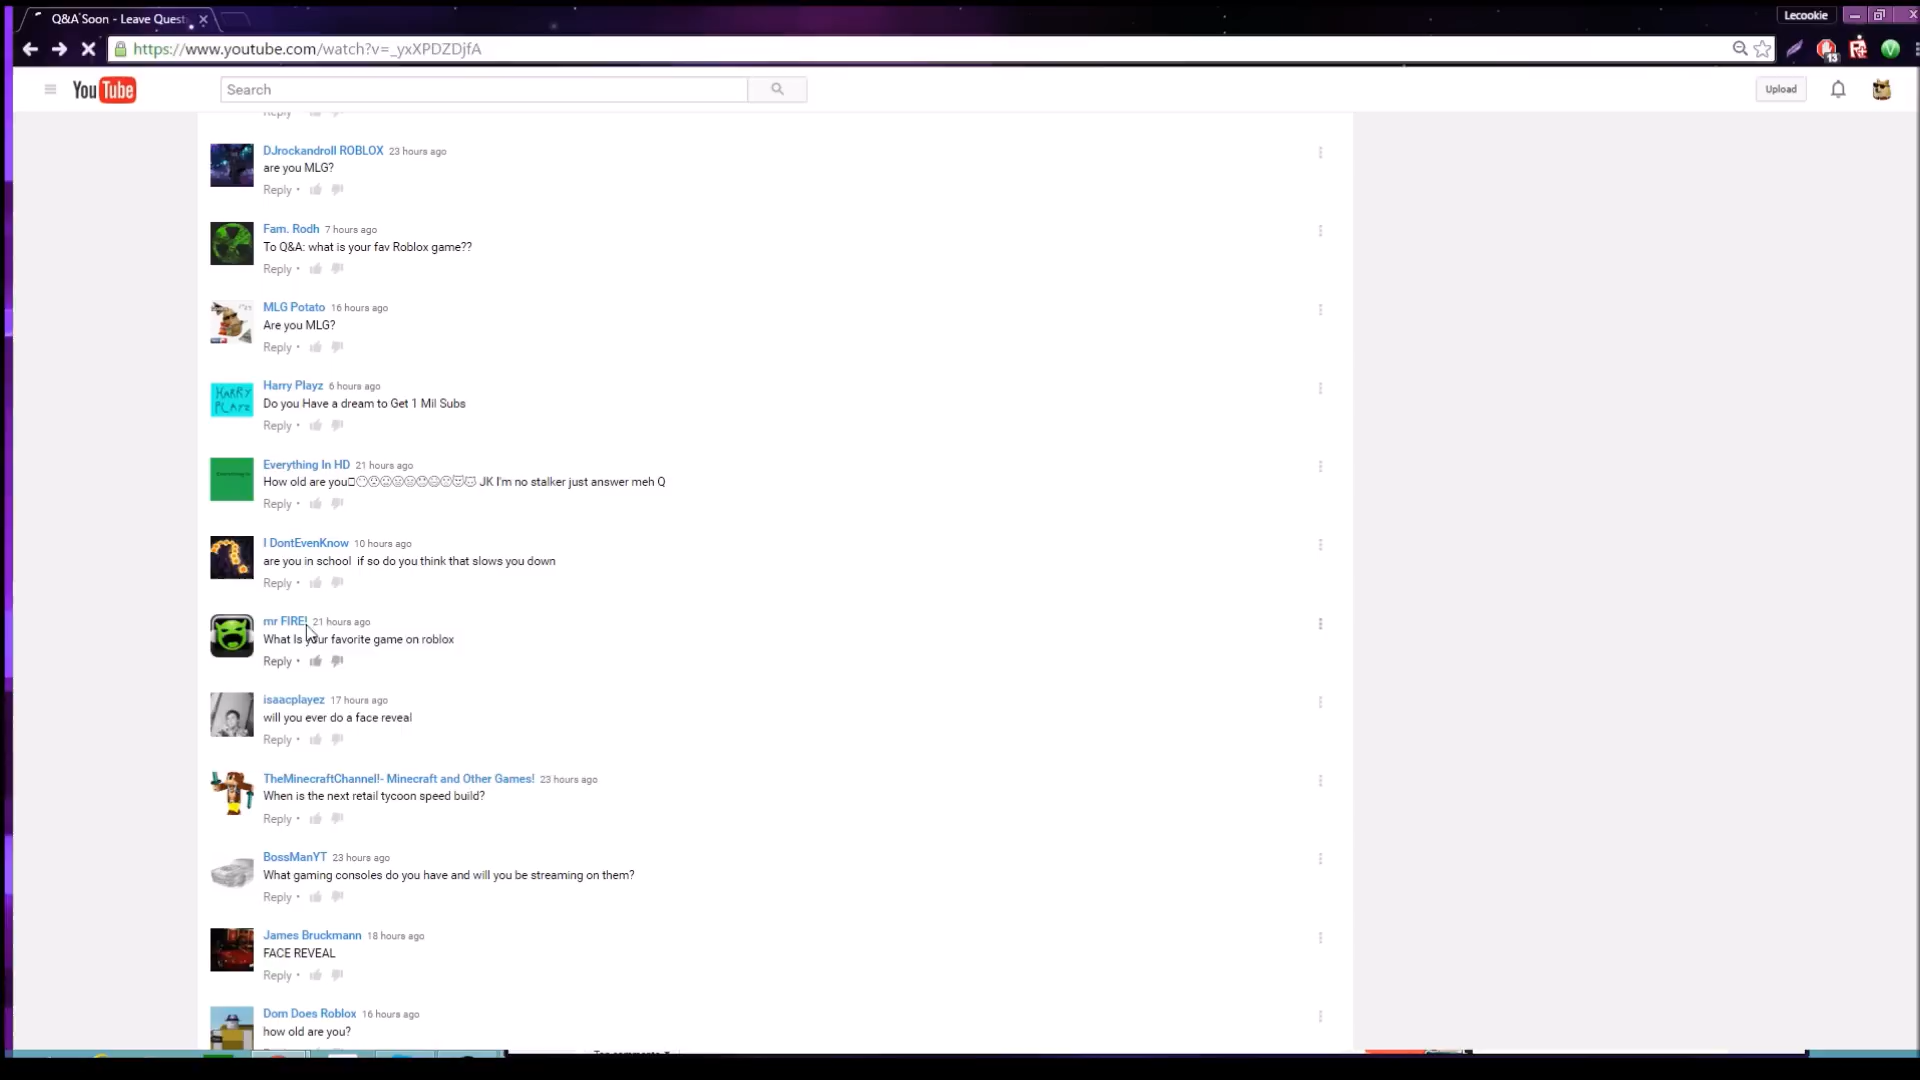 Q&A Soon - Leave Quest
Lecookie
https://www.youtube.com/watch?v=_yxXPDZDjfA
13
YouTube
Search
Upload
Reply
DJrockandroll ROBLOX 23 hours ago
are you MLG?
Reply
Fam. Rodh 7 hours ago
To Q&A: what is your fav Roblox game??
Reply
MLG Potato 16 hours ago
Are you MLG?
Reply
HARRY
PLAYZ
Harry Playz 6 hours ago
Do you Have a dream to Get 1 Mil Subs
Reply
Everything In HD 21 hours ago
How old are you JK I'm no stalker just answer meh Q
Reply
I DontEvenKnow 10 hours ago
are you in school if so do you think that slows you down
Reply
mr FIRE! 21 hours ago
What Is your favorite game on roblox
Reply
isaacplayez 17 hours ago
will you ever do a face reveal
Reply
TheMinecraftChannel!- Minecraft and Other Games! 23 hours ago
When is the next retail tycoon speed build?
Reply
BossManYT 23 hours ago
What gaming consoles do you have and will you be streaming on them?
Reply
James Bruckmann 18 hours ago
FACE REVEAL
Reply
Dom Does Roblox 16 hours ago
how old are you?
Top comments